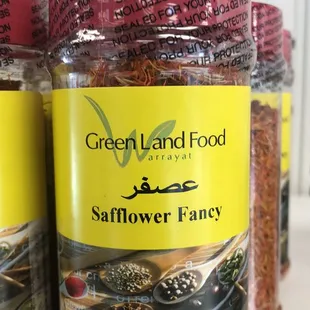 SEALED FOR YOUR PROTECTION
Green Land Food
warrayat
عصفر
Safflower Fancy